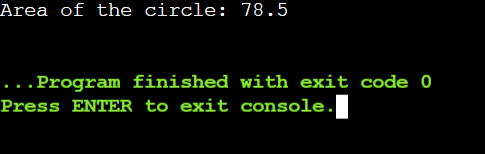 Area of the circle: 78.5
...Program finished with exit code 0
Press ENTER to exit console.